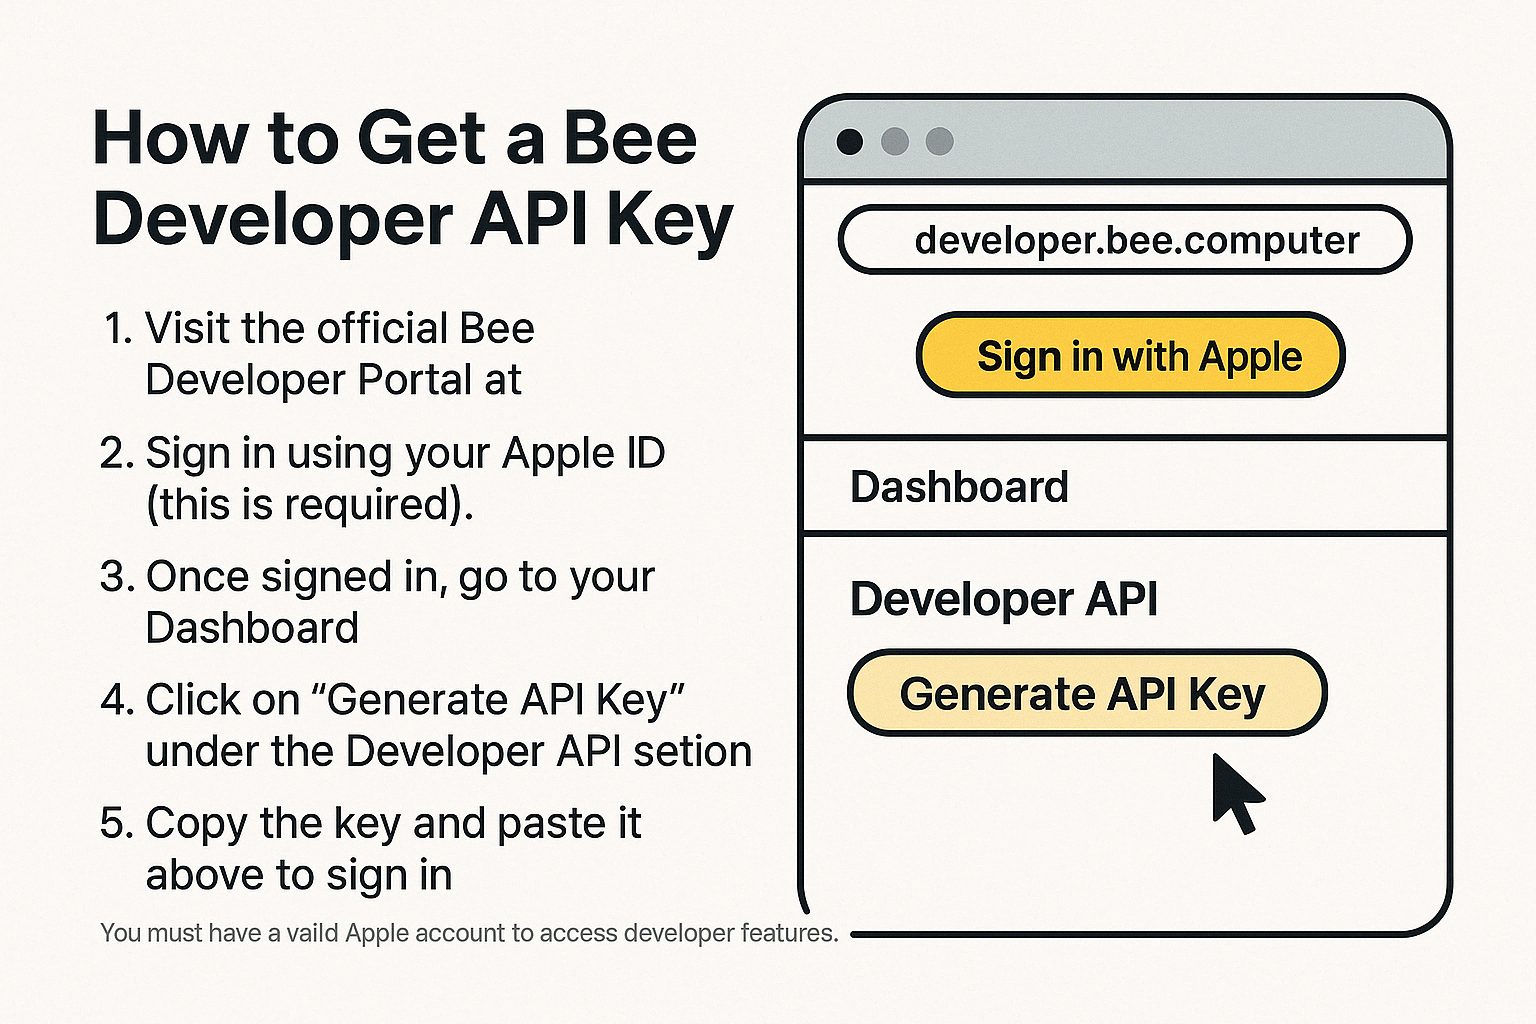 How to Get a Bee
Developer API Key
1. Visit the official Bee
Developer Portal at
2. Sign in using your Apple ID
(this is required).
3. Once signed in, go to your
Dashboard
4. Click on “Generate API Key”
under the Developer API setion
5. Copy the key and paste it
above to sign in
You must have a vaild Apple account to access developer features.
developer.bee.computer
Sign in with Apple
Dashboard
Developer API
Generate API Key